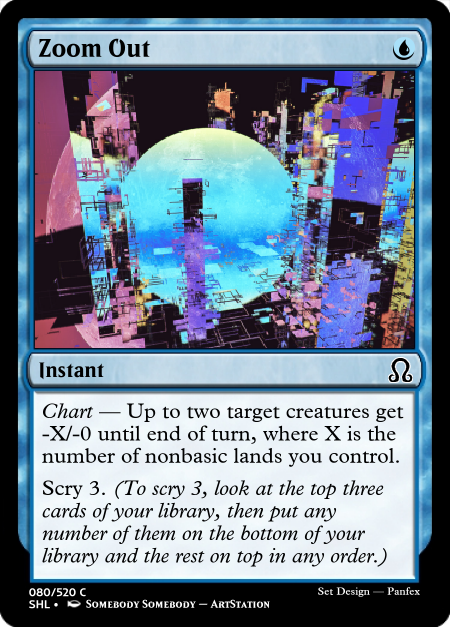 Zoom Out
Instant
Chart — Up to two target creatures get
-X/-0 until end of turn, where X is the
number of nonbasic lands you control.
Scry 3. (To scry 3, look at the top three
cards of your library, then put any
number of them on the bottom of your
library and the rest on top in any order.)
080/520 C
Set Design — Panfex
SHL • Somebody Somebody — ArtStation